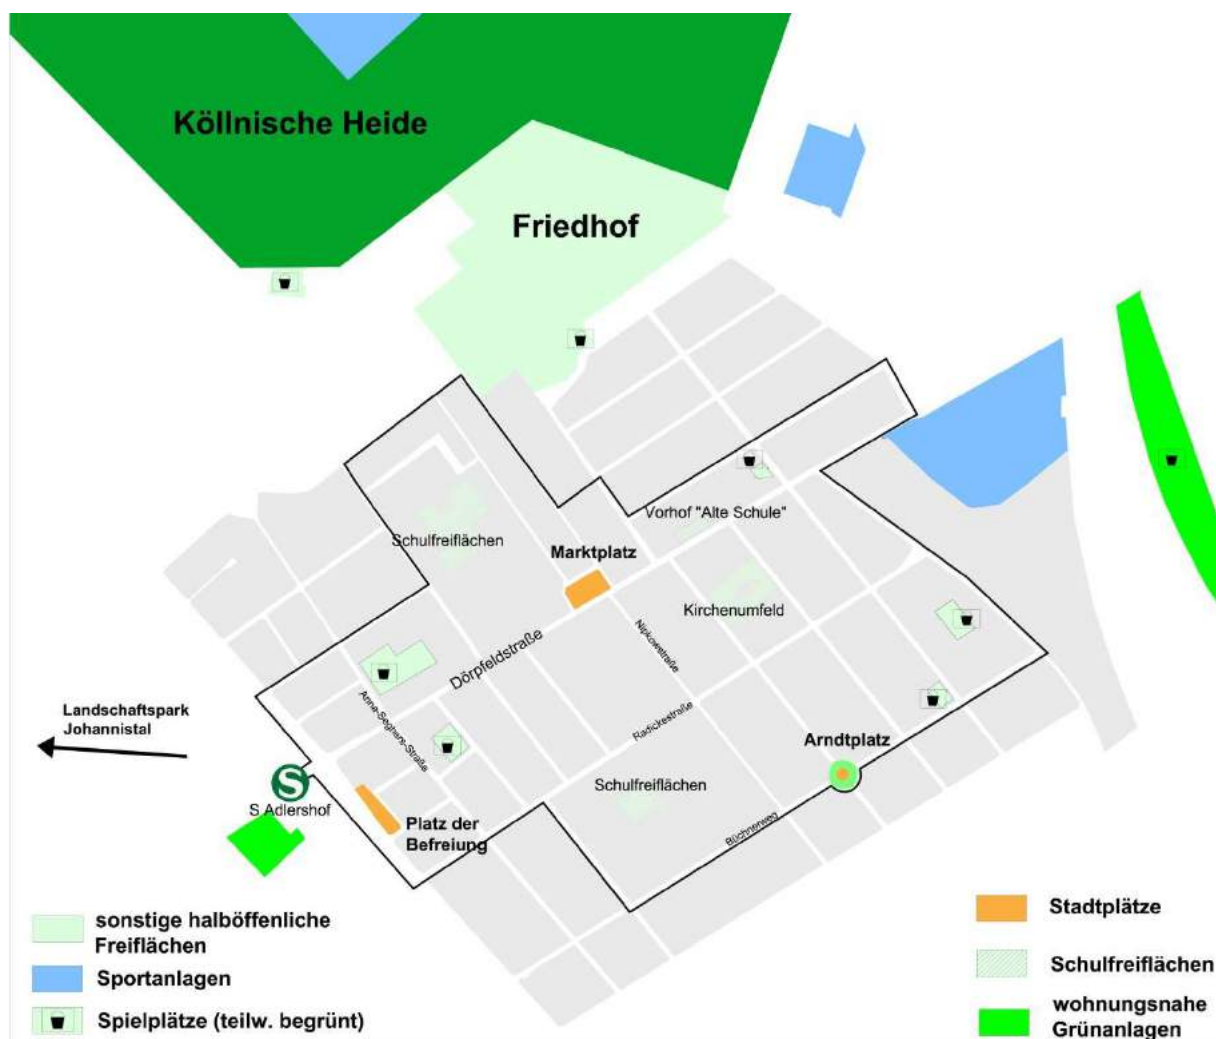 Köllnische Heide
Friedhof
Vorhof "Alte Schule"
Schulfreiflächen
Marktplatz
Kirchenumfeld
Nipkowstraße
Dörpfeldstraße
Anna-Seghers-Straße
Radickestraße
Landschaftspark
Johannistal
Arndtplatz
S
S Adlershof
Schulfreiflächen
Platz der
Befreiung
Büchnerweg
sonstige halböffenliche
Freiflächen
Sportanlagen
Spielplätze (teilw. begrünt)
Stadtplätze
Schulfreiflächen
wohnungsnahe
Grünanlagen